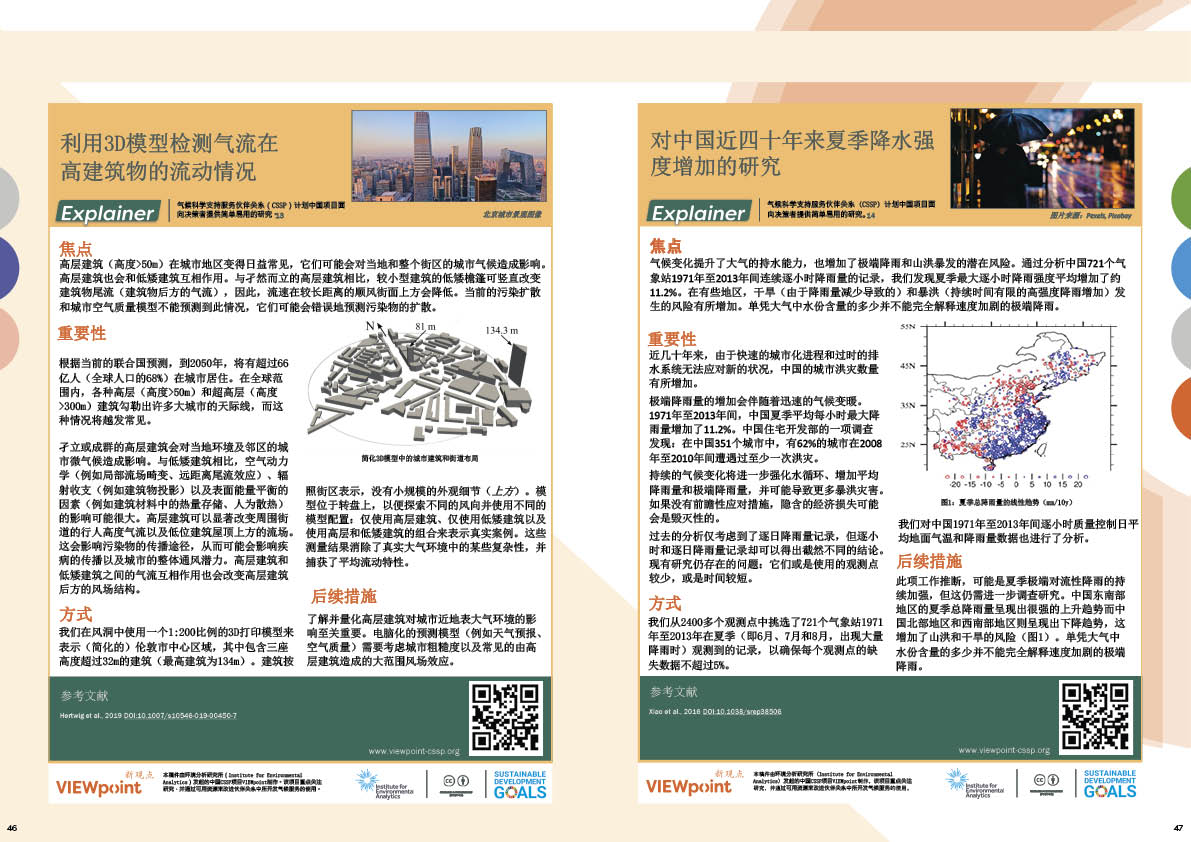 利用3D模型检测气流在
高建筑物的流动情况
Explainer
气候科学支持服务伙伴关系（CSSP）计划中国项目面
向决策者提供简单易用的研究 *13
北京城市景观图像
焦点
高层建筑（高度>50m）在城市地区变得日益常见，它们可能会对当地和整个街区的城市气候造成影响。
高层建筑也会和低矮建筑互相作用。与孑然而立的高层建筑相比，较小型建筑的低矮檐篷可竖直改变
建筑物尾流（建筑物后方的气流），因此，流速在较长距离的顺风街面上方会降低。当前的污染扩散
和城市空气质量模型不能预测到此情况，它们可能会错误地预测污染物的扩散。
重要性
根据当前的联合国预测，到2050年，将有超过66
亿人（全球人口的68%）在城市居住。在全球范
围内，各种高层（高度>50m）和超高层（高度
>300m）建筑勾勒出许多大城市的天际线，而这
种情况将越发常见。
孑立或成群的高层建筑会对当地环境及邻区的城
市微气候造成影响。与低矮建筑相比，空气动力
学（例如局部流场畸变、远距离尾流效应）、辐
射收支（例如建筑物投影）以及表面能量平衡的
因素（例如建筑材料中的热量存储、人为散热）
的影响可能很大。高层建筑可以显著改变周围街
道的行人高度气流以及低位建筑屋顶上方的流场。
这会影响污染物的传播途径，从而可能会影响疾
病的传播以及城市的整体通风潜力。高层建筑和
低矮建筑之间的气流互相作用也会改变高层建筑
后方的风场结构。
方式
我们在风洞中使用一个1:200比例的3D打印模型来
表示（简化的）伦敦市中心区域，其中包含三座
高度超过32m的建筑（最高建筑为134m）。建筑按
N
81 m
134.3 m
简化3D模型中的城市建筑和街道布局
照街区表示，没有小规模的外观细节（上方）。模
型位于转盘上，以便探索不同的风向并使用不同的
模型配置：仅使用高层建筑、仅使用低矮建筑以及
使用高层和低矮建筑的组合来表示真实案例。这些
测量结果消除了真实大气环境中的某些复杂性，并
捕获了平均流动特性。
后续措施
了解并量化高层建筑对城市近地表大气环境的影
响至关重要。电脑化的预测模型（例如天气预报、
空气质量）需要考虑城市粗糙度以及常见的由高
层建筑造成的大范围风场效应。
参考文献
Hertwig et al., 2019 DOI:10.1007/s10546-019-00450-7
www.viewpoint-cssp.org
新观点
VIEWpoint
本稿件由环境分析研究所（Institute for Environmental
Analytics）发起的中国CSSP项目VIEWpoint制作。该项目重点关注
研究，并通过可用资源来改进伙伴关系中所开发气候服务的使用。
Institute for
Environmental
Analytics
SUSTAINABLE
DEVELOPMENT
GOALS
46
对中国近四十年来夏季降水强
度增加的研究
Explainer
气候科学支持服务伙伴关系（CSSP）计划中国项目面
向决策者提供简单易用的研究。14
图片来源：Pexels, Pixabay
焦点
气候变化提升了大气的持水能力，也增加了极端降雨和山洪暴发的潜在风险。通过分析中国721个气
象站1971年至2013年间连续逐小时降雨量的记录，我们发现夏季最大逐小时降雨强度平均增加了约
11.2%。在有些地区，干旱（由于降雨量减少导致的）和暴洪（持续时间有限的高强度降雨增加）发
生的风险有所增加。单凭大气中水份含量的多少并不能完全解释速度加剧的极端降雨。
重要性
近几十年来，由于快速的城市化进程和过时的排
水系统无法应对新的状况，中国的城市洪灾数量
有所增加。
极端降雨量的增加会伴随着迅速的气候变暖。
1971年至2013年间，中国夏季平均每小时最大降
雨量增加了11.2%。中国住宅开发部的一项调查
发现：在中国351个城市中，有62%的城市在2008
年至2010年间遭遇过至少一次洪灾。
持续的气候变化将进一步强化水循环、增加平均
降雨量和极端降雨量，并可能导致更多暴洪灾害。
如果没有前瞻性应对措施，隐含的经济损失可能
会是毁灭性的。
过去的分析仅考虑到了逐日降雨量记录，但逐小
时和逐日降雨量记录却可以得出截然不同的结论。
现有研究仍存在的问题：它们或是使用的观测点
较少，或是时间较短。
方式
我们从2400多个观测点中挑选了721个气象站1971
年至2013年在夏季（即6月、7月和8月，出现大量
降雨时）观测到的记录，以确保每个观测点的缺
失数据不超过5%。
55N
45N
35N
25N
-20 -15 -10 -5 0 5 10 15 20
图1：夏季总降雨量的线性趋势（mm/10y）
我们对中国1971年至2013年间逐小时质量控制日平
均地面气温和降雨量数据也进行了分析。
后续措施
此项工作推断，可能是夏季极端对流性降雨的持
续加强，但这仍需进一步调查研究。中国东南部
地区的夏季总降雨量呈现出很强的上升趋势而中
国北部地区和西南部地区则呈现出下降趋势，这
增加了山洪和干旱的风险（图1）。单凭大气中
水份含量的多少并不能完全解释速度加剧的极端
降雨。
参考文献
Xiao et al., 2016 DOI:10.1038/srep38506
www.viewpoint-cssp.org
新观点
VIEWpoint
本稿件由环境分析研究所（Institute for Environmental
Analytics）发起的中国CSSP项目VIEWpoint制作。该项目重点关注
研究，并通过可用资源来改进伙伴关系中所开发气候服务的使用。
Institute for
Environmental
Analytics
SUSTAINABLE
DEVELOPMENT
GOALS
47